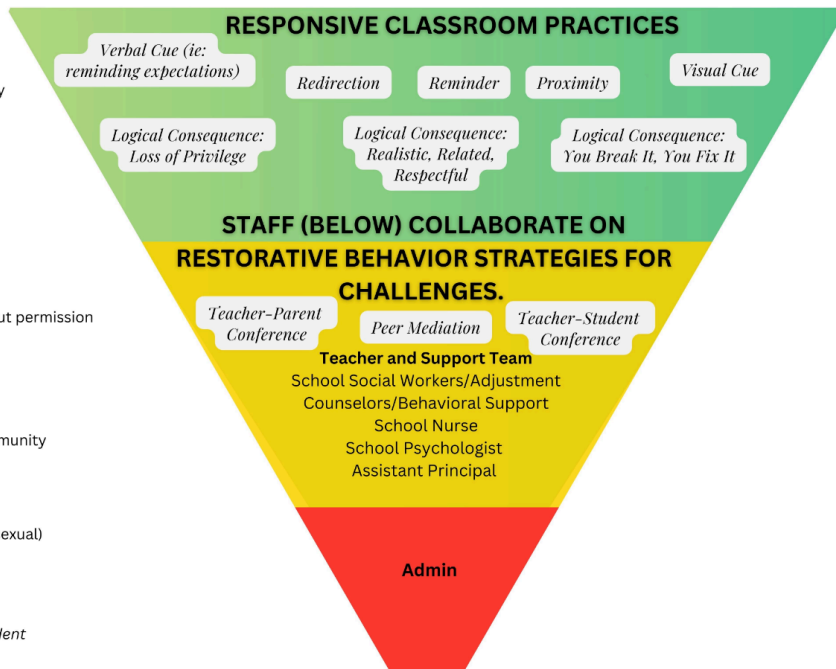 RESPONSIVE CLASSROOM PRACTICES
Verbal Cue (ie:
reminding expectations)
Redirection
Reminder
Proximity
Visual Cue
y
Logical Consequence:
Loss of Privilege
Logical Consequence:
Realistic, Related,
Respectful
Logical Consequence:
You Break It, You Fix It
STAFF (BELOW) COLLABORATE ON
RESTORATIVE BEHAVIOR STRATEGIES FOR
CHALLENGES.
ut permission
Teacher-Parent
Conference
Peer Mediation
Teacher-Student
Conference
Teacher and Support Team
School Social Workers/Adjustment
Counselors/Behavioral Support
School Nurse
munity
School Psychologist
Assistant Principal
exual)
Admin
dent